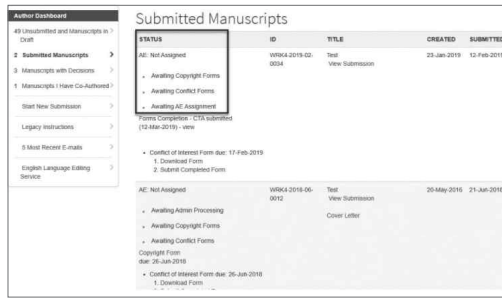 Author Dashboard
49 Unsubmitted and Manuscripts in Draft
2 Submitted Manuscripts
3 Manuscripts with Decisions
1 Manuscripts I Have Co-Authored
Start New Submission
Legacy Instructions
5 Most Recent E-mails
English Language Editing
Service
Submitted Manuscripts
STATUS ID TITLE CREATED SUBMITTED
AE: Not Assigned WRK4-2019-02- Test 23-Jan-2019 12-Feb-2019
0034 View Submission
Awaiting Copyright Forms
Awaiting Conflict Forms
Awaiting AE Assignment
Forms Completion - CTA submitted
(12-Mar-2019) - view
Conflict of Interest Form due: 17-Feb-2019
1. Download Form
2. Submit Completed Form
AE: Not Assigned WRK4-2018-06- Test 20-May-2016 21-Jun-2018
0012 View Submission
Awaiting Admin Processing Cover Letter
Awaiting Copyright Forms
Awaiting Conflict Forms
Copyright Form
due: 26-Jun-2018
Conflict of Interest Form due: 26-Jun-2018
1. Download Form